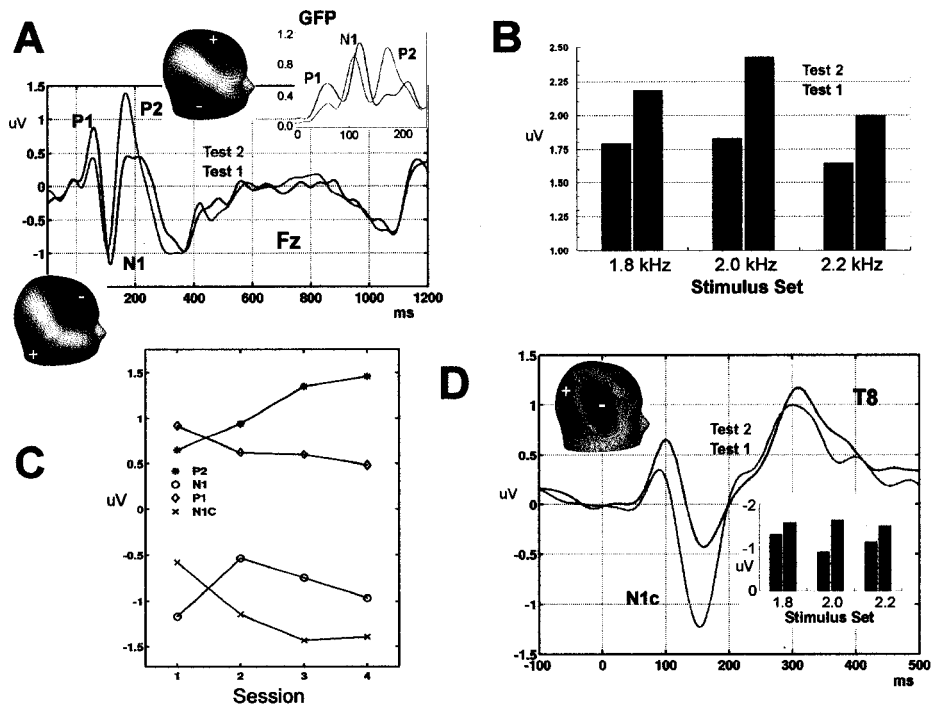 A
GFP
1.2
0.8
0.4
0.0
0
100
200
P1
N1
P2
+
-
1.5
1
uV
0.5
0
-0.5
-1
P1
P2
N1
Test 2
Test 1
Fz
200
400
600
800
1000
1200
ms
-
+
B
2.50
2.25
2.00
uV
1.75
1.50
1.25
1.00
Test 2
Test 1
1.8 kHz
2.0 kHz
2.2 kHz
Stimulus Set
C
1.5
1
0.5
uV
0
-0.5
-1
-1.5
P2
N1
P1
N1C
1
2
3
4
Session
D
1.5
1
0.5
uV
0
-0.5
-1
-1.5
+
-
T8
Test 2
Test 1
N1c
-2
-1
uV
0
1.8
2.0
2.2
Stimulus Set
-100
0
100
200
300
400
500
ms